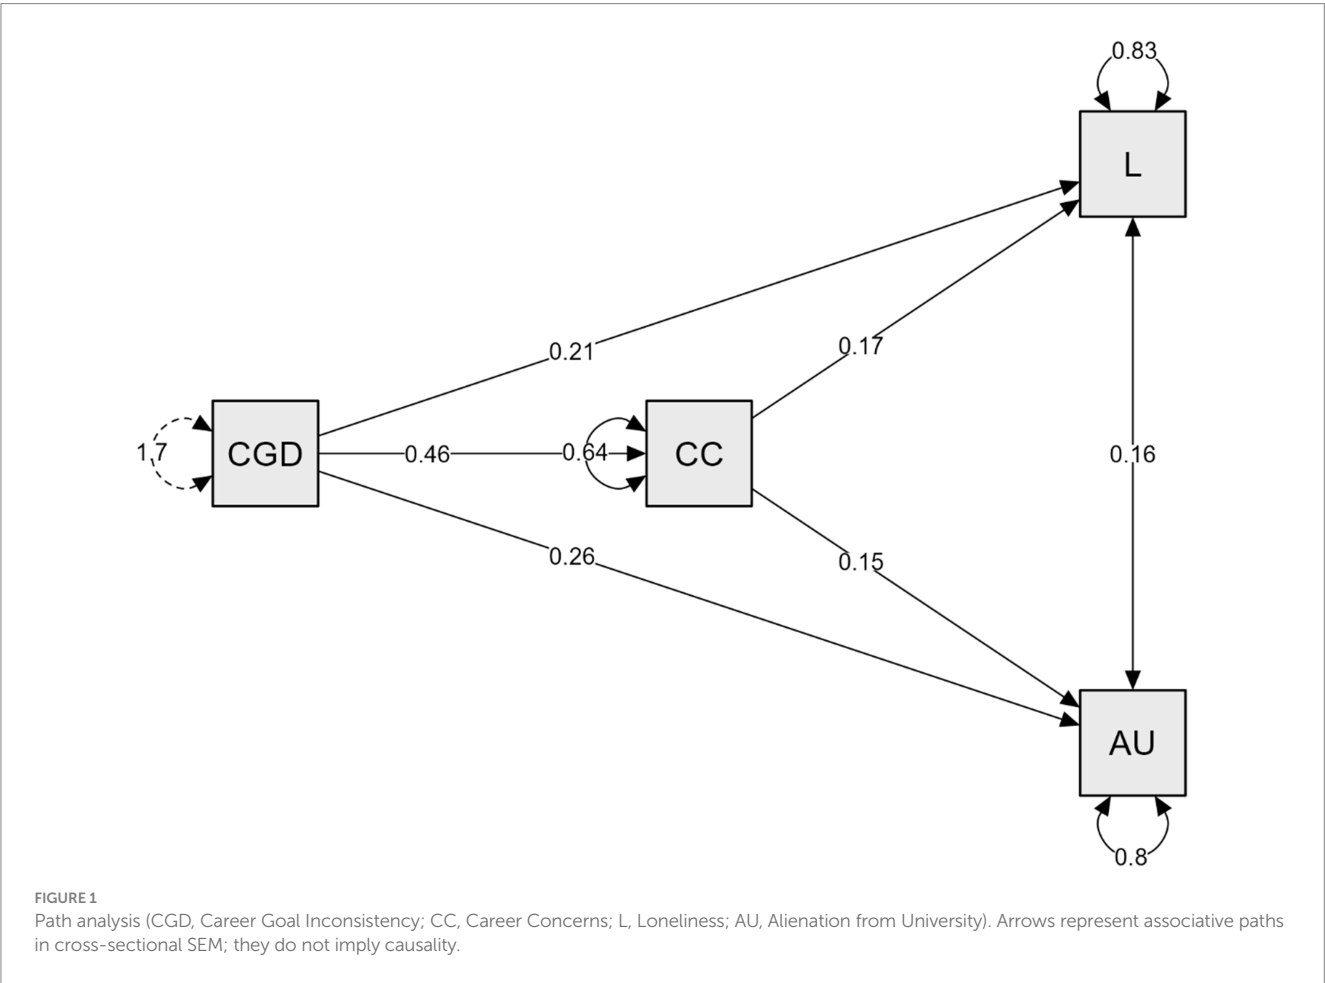 0.83
L
0.21
0.17
1.7
CGD
0.46
0.64
CC
0.16
0.26
0.15
AU
0.8
FIGURE 1
Path analysis (CGD, Career Goal Inconsistency; CC, Career Concerns; L, Loneliness; AU, Alienation from University). Arrows represent associative paths
in cross-sectional SEM; they do not imply causality.